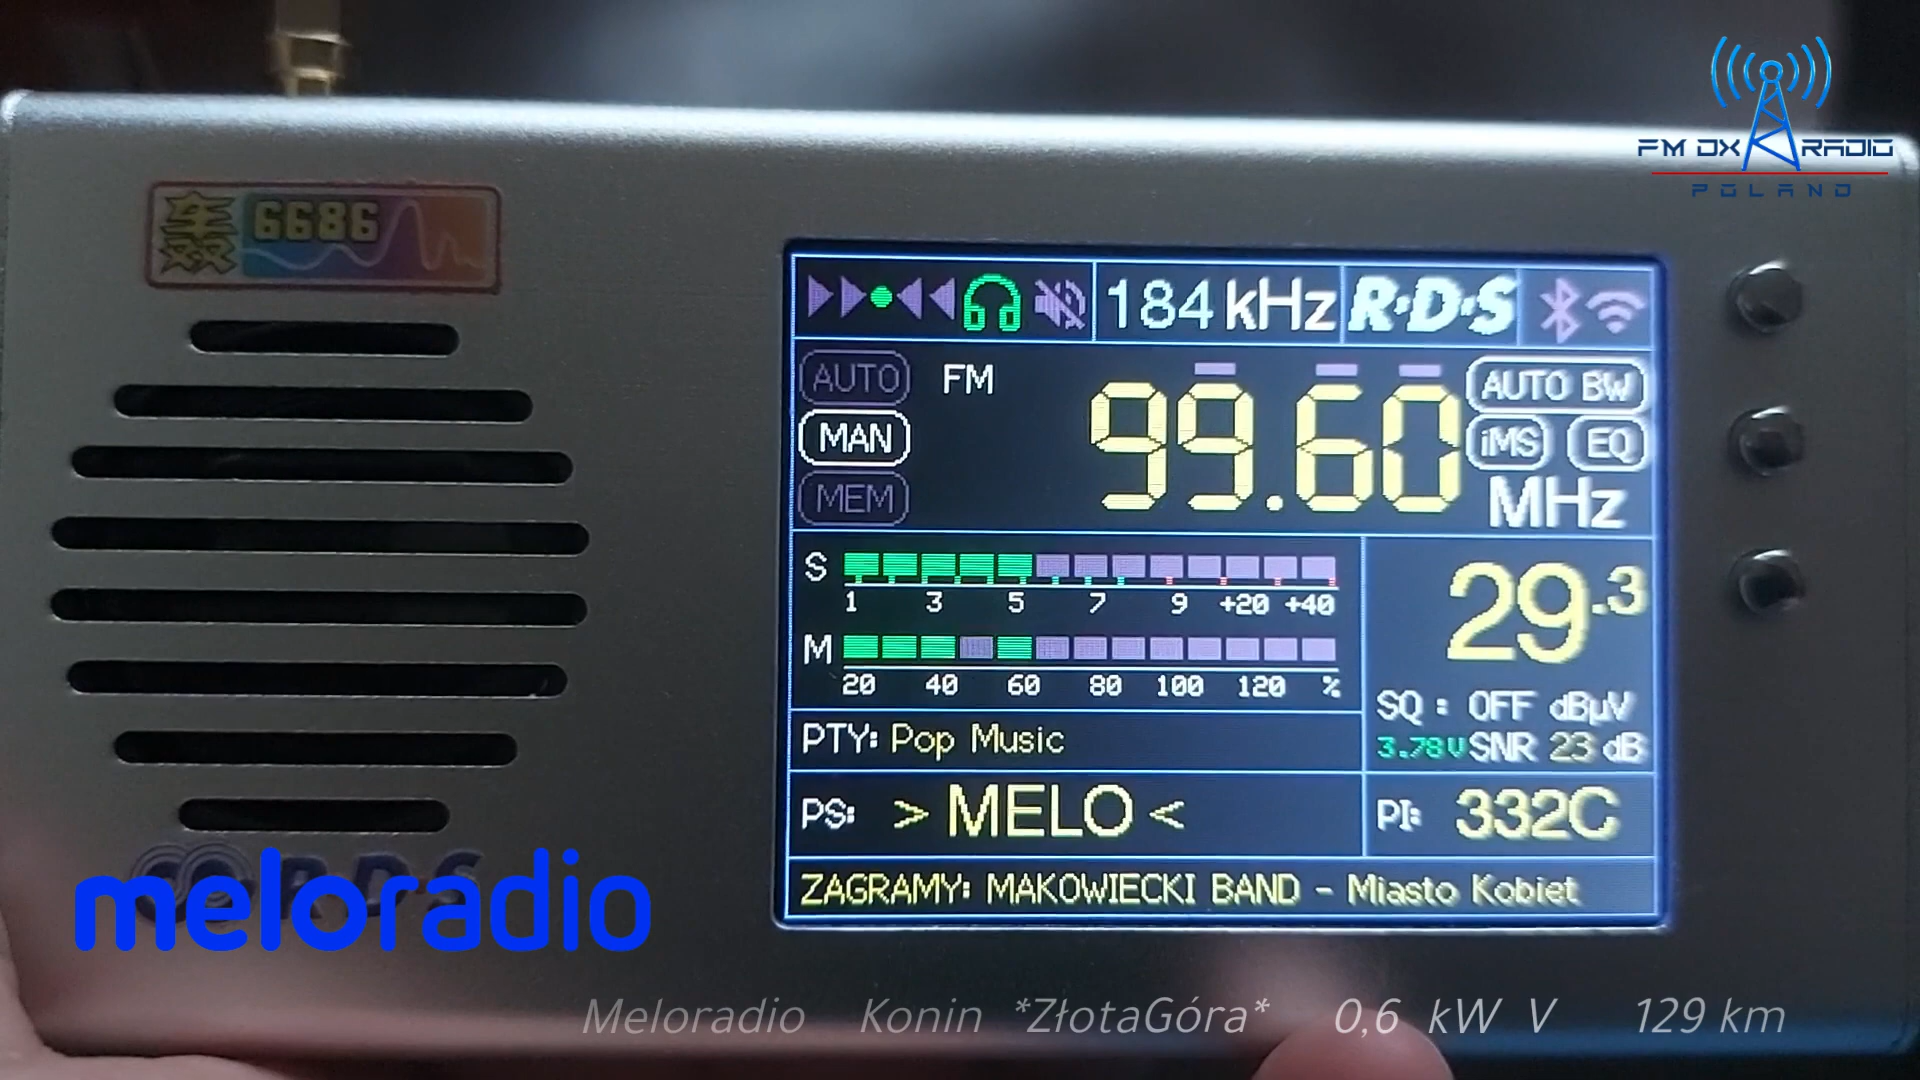 FM DX RADIO
POLAND
6686
184 kHz R·D·S
AUTO FM 99.60 AUTO BW
MAN iMS EQ
MEM MHz
S
1 3 5 7 9 +20 +40
29.3
M
20 40 60 80 100 120 %
SQ : OFF dBµV
PTY: Pop Music
3.78V SNR 23 dB
PS: > MELO <
PI: 332C
ZAGRAMY: MAKOWIECKI BAND - Miasto Kobiet
R·D·S
meloradio
Meloradio Konin *ZłotaGóra* 0,6 kW V 129 km